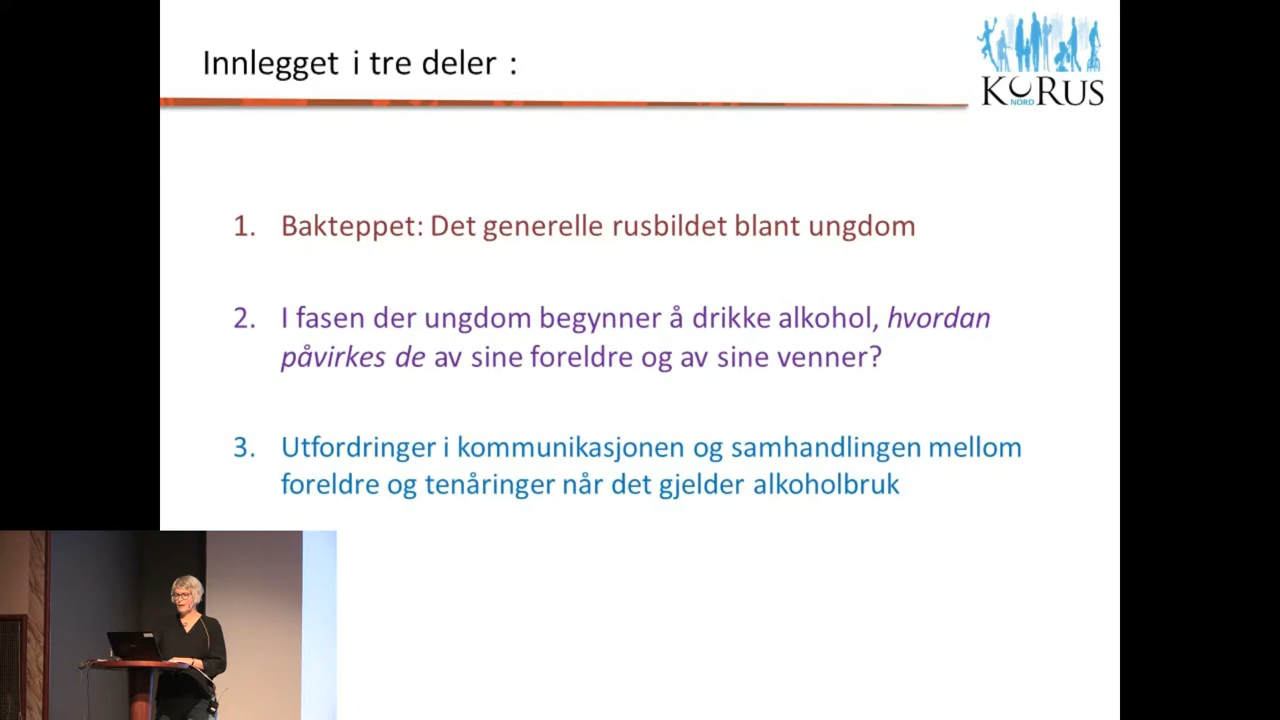 Innlegget i tre deler :
KoRUS
NORD
1. Bakteppet: Det generelle rusbildet blant ungdom
2. I fasen der ungdom begynner å drikke alkohol, hvordan
påvirkes de av sine foreldre og av sine venner?
3. Utfordringer i kommunikasjonen og samhandlingen mellom
foreldre og tenåringer når det gjelder alkoholbruk